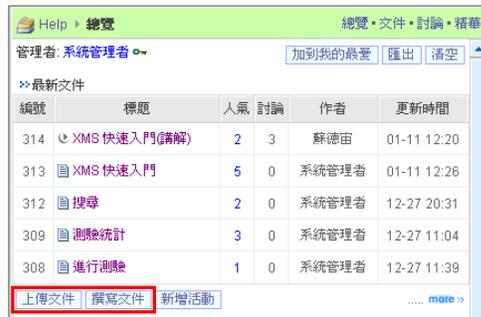 Help ▸ 總覽 總覽 • 文件 • 討論 • 精華
管理者: 系統管理者 加到我的最愛 匯出 清空
»最新文件
編號 標題 人氣 討論 作者 更新時間
314 XMS 快速入門(講解) 2 3 蘇德宙 01-11 12:20
313 XMS 快速入門 5 0 系統管理者 01-11 12:26
312 搜尋 2 0 系統管理者 12-27 20:31
309 測驗統計 3 0 系統管理者 12-27 11:04
308 進行測驗 1 0 系統管理者 12-27 11:39
上傳文件 撰寫文件 新增活動 ..... more »